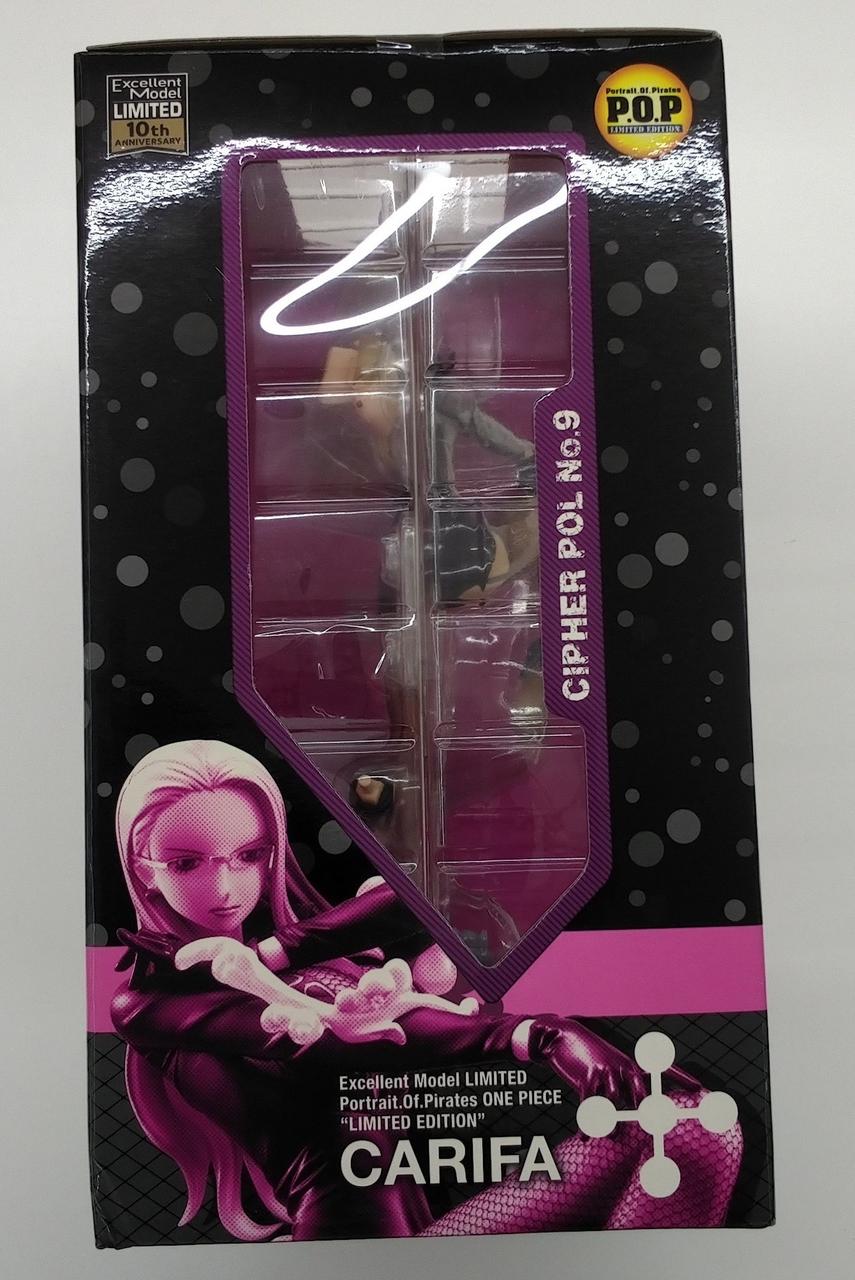 Excellent
Model
LIMITED
10th
ANNIVERSARY
Portrait.Of.Pirates
P.O.P
LIMITED EDITION
CIPHER POL No.9
Excellent Model LIMITED
Portrait.Of.Pirates ONE PIECE
“LIMITED EDITION”
CARIFA